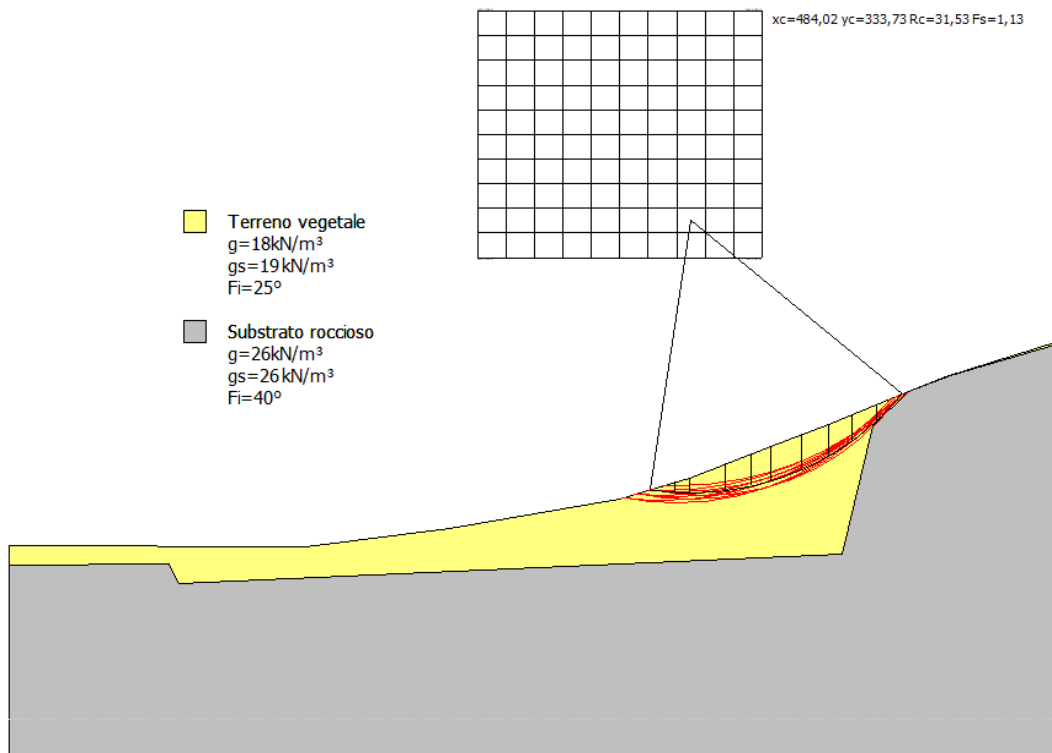 xc=484,02 yc=333,73 Rc=31,53 Fs=1,13
Terreno vegetale
g=18kN/m³
gs=19kN/m³
Fi=25°
Substrato roccioso
g=26kN/m³
gs=26kN/m³
Fi=40°